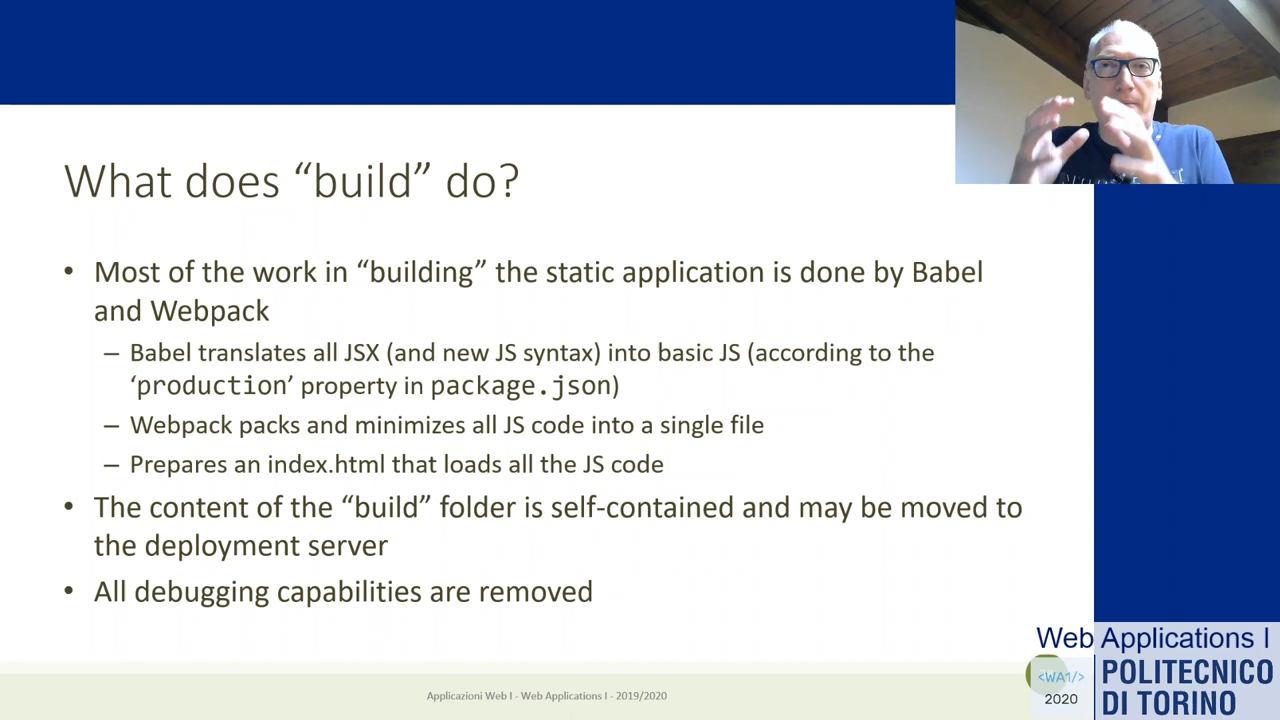 What does “build” do?
• Most of the work in “building” the static application is done by Babel
and Webpack
– Babel translates all JSX (and new JS syntax) into basic JS (according to the
‘production’ property in package.json)
– Webpack packs and minimizes all JS code into a single file
– Prepares an index.html that loads all the JS code
• The content of the “build” folder is self-contained and may be moved to
the deployment server
• All debugging capabilities are removed
Applicazioni Web I - Web Applications I - 2019/2020
Web Applications I
<WA1/>
2020
POLITECNICO
DI TORINO